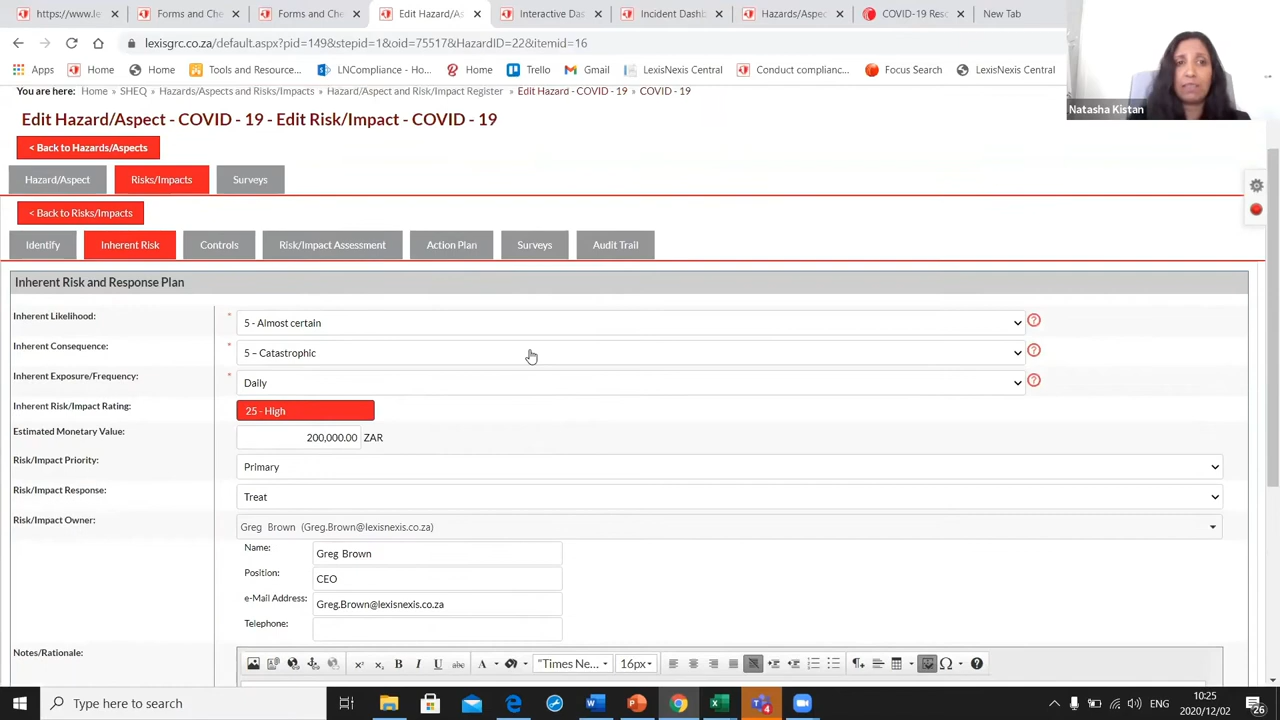 https://www.le
Forms and Che
Forms and Che
Edit Hazard/As
Interactive Das
Incident Dashb
Hazards/Aspec
COVID-19 Reso
New Tab
lexisgrc.co.za/default.aspx?pid=149&stepid=1&oid=75517&HazardID=22&itemid=16
Apps
Home
Home
Tools and Resource...
LNCompliance - Ho...
Home
Trello
Gmail
LexisNexis Central
Conduct complianc...
Focus Search
LexisNexis Central
Natasha Kistan
You are here: Home » SHEQ » Hazards/Aspects and Risks/Impacts » Hazard/Aspect and Risk/Impact Register » Edit Hazard - COVID - 19 » COVID - 19
Edit Hazard/Aspect - COVID - 19 - Edit Risk/Impact - COVID - 19
< Back to Hazards/Aspects
Hazard/Aspect
Risks/Impacts
Surveys
< Back to Risks/Impacts
Identify
Inherent Risk
Controls
Risk/Impact Assessment
Action Plan
Surveys
Audit Trail
Inherent Risk and Response Plan
Inherent Likelihood: * 5 - Almost certain
Inherent Consequence: * 5 – Catastrophic
Inherent Exposure/Frequency: * Daily
Inherent Risk/Impact Rating: 25 - High
Estimated Monetary Value: 200,000.00 ZAR
Risk/Impact Priority: Primary
Risk/Impact Response: Treat
Risk/Impact Owner: Greg Brown (Greg.Brown@lexisnexis.co.za)
Name: Greg Brown
Position: CEO
e-Mail Address: Greg.Brown@lexisnexis.co.za
Telephone:
Notes/Rationale:
"Times Ne...
16px
Type here to search
ENG
10:25
2020/12/02
26